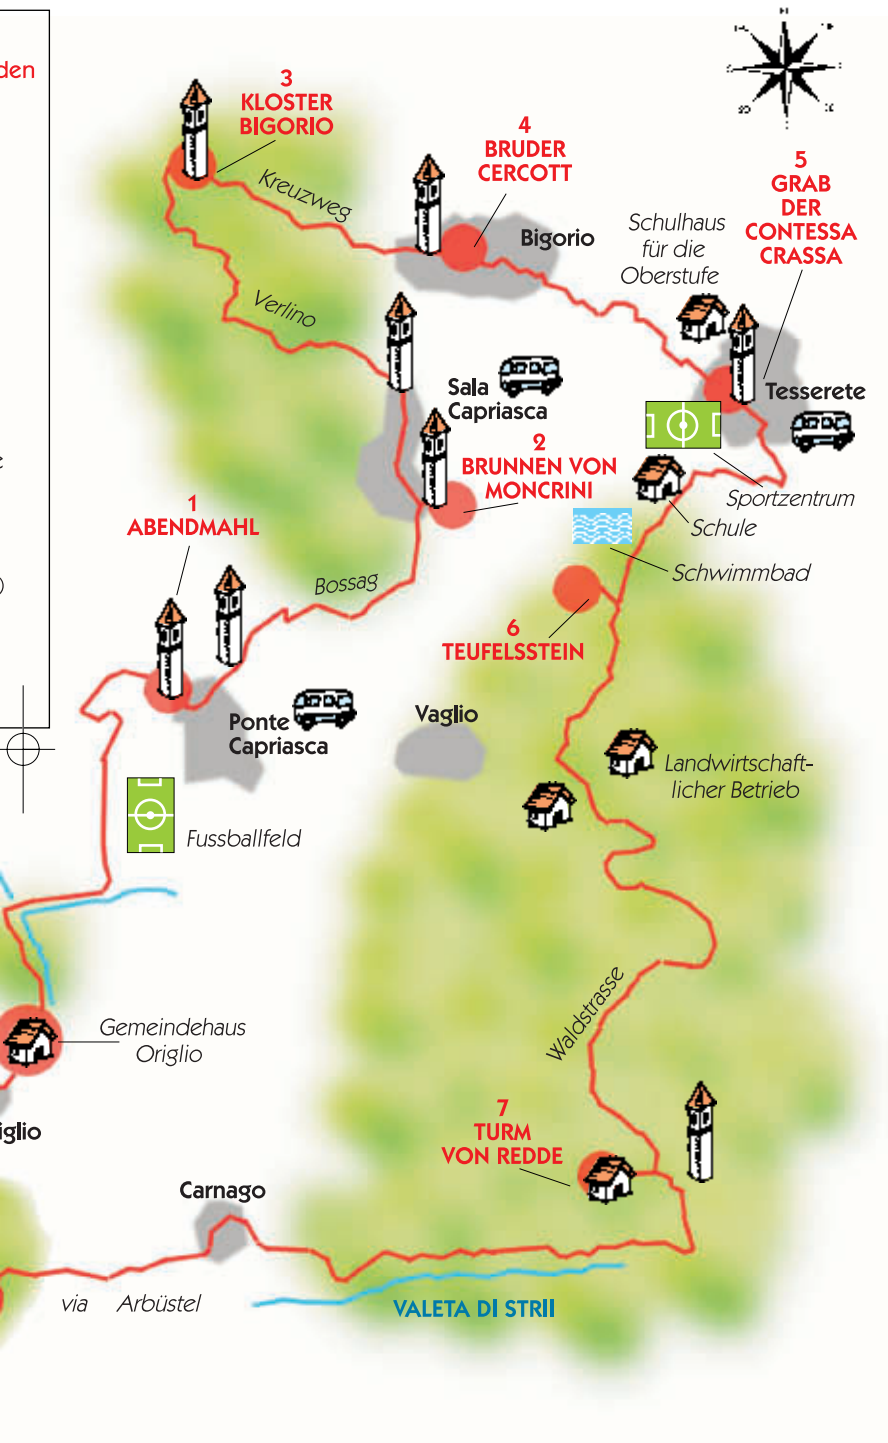 den
3
KLOSTER
BIGORIO
4
BRUDER
CERCOTT
5
GRAB
DER
CONTESSA
CRASSA
Kreuzweg
Bigorio
Schulhaus
für die
Oberstufe
Verlino
Sala
Capriasca
Tesserete
2
BRUNNEN VON
MONCRINI
Sportzentrum
Schule
1
ABENDMAHL
Schwimmbad
Bossag
6
TEUFELSSTEIN
Ponte
Capriasca
Vaglio
Landwirtschaft-
licher Betrieb
Fussballfeld
Waldstrasse
Gemeindehaus
Origlio
iglio
7
TURM
VON REDDE
Carnago
via Arbüstel
VALETA DI STRII